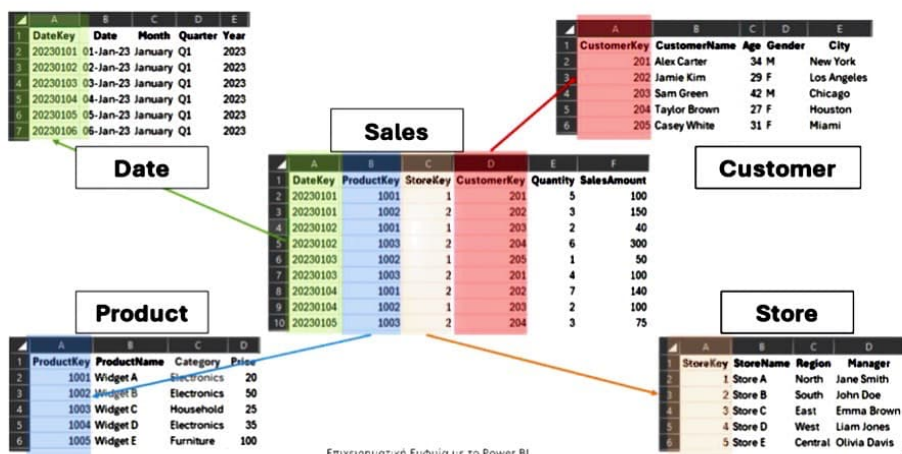 A B C D E
1 DateKey Date Month Quarter Year
2 20230101 01-Jan-23 January Q1 2023
3 20230102 02-Jan-23 January Q1 2023
4 20230103 03-Jan-23 January Q1 2023
5 20230104 04-Jan-23 January Q1 2023
6 20230105 05-Jan-23 January Q1 2023
7 20230106 06-Jan-23 January Q1 2023
Date
A B C D E
1 CustomerKey CustomerName Age Gender City
2 201 Alex Carter 34 M New York
3 202 Jamie Kim 29 F Los Angeles
4 203 Sam Green 42 M Chicago
5 204 Taylor Brown 27 F Houston
6 205 Casey White 31 F Miami
Customer
Sales
A B C D E F
1 DateKey ProductKey StoreKey CustomerKey Quantity SalesAmount
2 20230101 1001 1 201 5 100
3 20230101 1002 2 202 3 150
4 20230102 1001 1 203 2 40
5 20230102 1003 2 204 6 300
6 20230103 1002 1 205 1 50
7 20230103 1003 2 201 4 100
8 20230104 1001 2 202 7 140
9 20230104 1002 1 203 2 100
10 20230105 1003 2 204 3 75
Product
A B C D
1 ProductKey ProductName Category Price
2 1001 Widget A Electronics 20
3 1002 Widget B Electronics 50
4 1003 Widget C Household 25
5 1004 Widget D Electronics 35
6 1005 Widget E Furniture 100
Store
A B C D
1 StoreKey StoreName Region Manager
2 1 Store A North Jane Smith
3 2 Store B South John Doe
4 3 Store C East Emma Brown
5 4 Store D West Liam Jones
6 5 Store E Central Olivia Davis
Επιχειρηματική Ευφυΐα με το Power BI